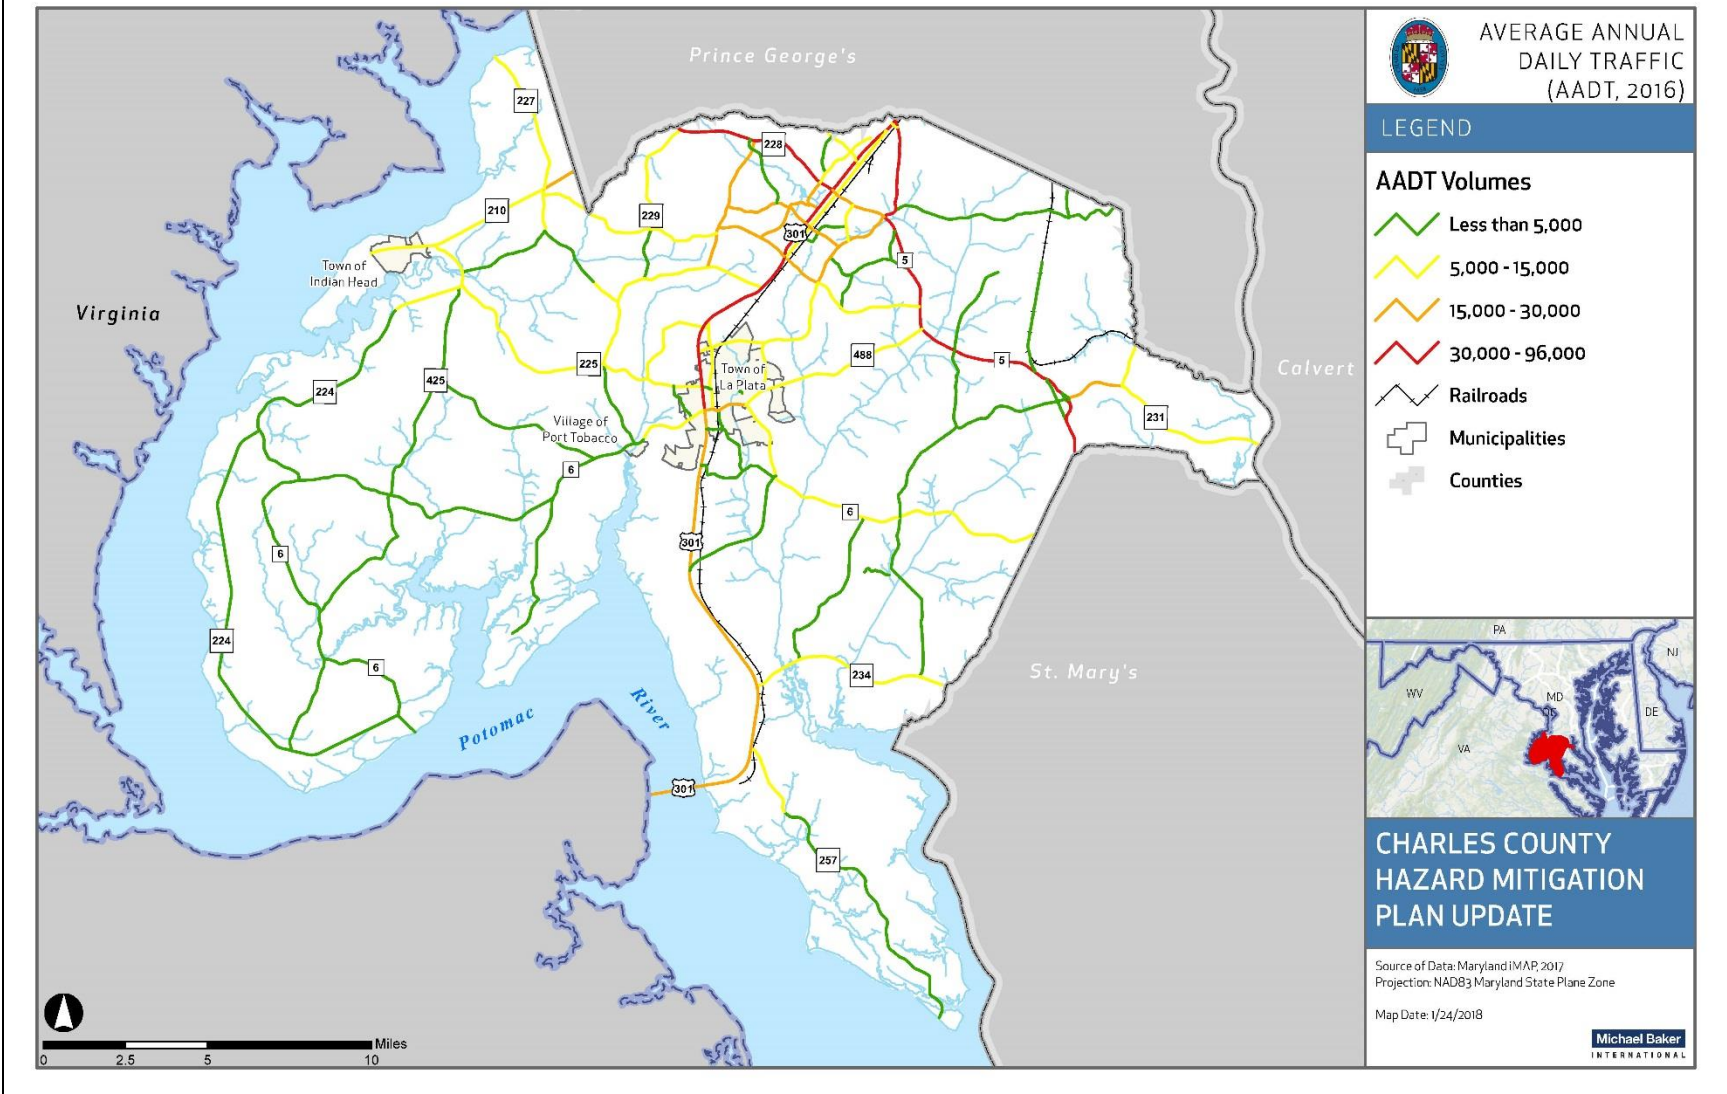 AVERAGE ANNUAL
DAILY TRAFFIC
(AADT, 2016)
LEGEND
AADT Volumes
Less than 5,000
5,000 - 15,000
15,000 - 30,000
30,000 - 96,000
Railroads
Municipalities
Counties
Prince George's
227
228
210
229
301
5
Town of
Indian Head
Virginia
488
5
Calvert
225
Town of
La Plata
224
425
231
Village of
Port Tobacco
6
6
301
6
224
6
234
St. Mary's
Potomac
River
301
257
PA
NJ
WV
MD
DC
DE
VA
CHARLES COUNTY
HAZARD MITIGATION
PLAN UPDATE
Source of Data: Maryland iMAP, 2017
Projection: NAD83 Maryland State Plane Zone
Map Date: 1/24/2018
Michael Baker
INTERNATIONAL
Miles
0 2.5 5 10